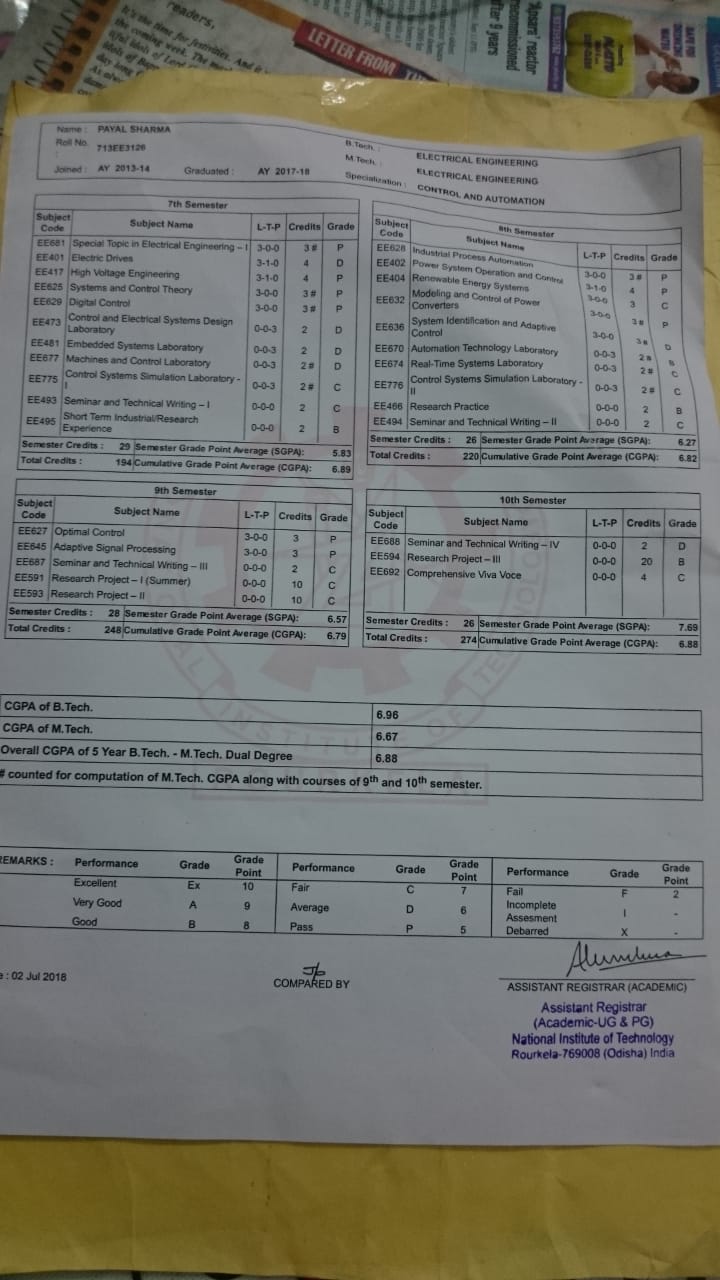 readers,
It's the time for festivities. And it
the coming week. The
LETTER FROM
'Apsara' reactor
recommissioned
after 9 years
Name : PAYAL SHARMA
Roll No. 713EE3126
:
Joined : AY 2013-14 Graduated : AY 2017-18
B.Tech. : ELECTRICAL ENGINEERING
M.Tech. : ELECTRICAL ENGINEERING
Specialization : CONTROL AND AUTOMATION
7th Semester
Subject Code Subject Name L-T-P Credits Grade
EE681 Special Topic in Electrical Engineering – I 3-0-0 3 # P
EE401 Electric Drives 3-1-0 4 D
EE417 High Voltage Engineering 3-1-0 4 P
EE625 Systems and Control Theory 3-0-0 3 # P
EE629 Digital Control 3-0-0 3 # P
EE473 Control and Electrical Systems Design
Laboratory 0-0-3 2 D
EE481 Embedded Systems Laboratory 0-0-3 2 D
EE677 Machines and Control Laboratory 0-0-3 2 # D
EE775 Control Systems Simulation Laboratory -
I 0-0-3 2 # C
EE493 Seminar and Technical Writing – I 0-0-0 2 C
EE495 Short Term Industrial/Research
Experience 0-0-0 2 B
Semester Credits : 29 Semester Grade Point Average (SGPA): 5.83
Total Credits : 194 Cumulative Grade Point Average (CGPA): 6.89
8th Semester
Subject Code Subject Name L-T-P Credits Grade
EE628 Industrial Process Automation 3-0-0 3 # P
EE402 Power System Operation and Control 3-1-0 4 P
EE404 Renewable Energy Systems 3-0-0 3 C
EE632 Modeling and Control of Power
Converters 3-0-0 3 # P
EE636 System Identification and Adaptive
Control 3-0-0 3 # D
EE670 Automation Technology Laboratory 0-0-3 2 # B
EE674 Real-Time Systems Laboratory 0-0-3 2 # C
EE776 Control Systems Simulation Laboratory -
II 0-0-3 2 # C
EE466 Research Practice 0-0-0 2 B
EE494 Seminar and Technical Writing – II 0-0-0 2 C
Semester Credits : 26 Semester Grade Point Average (SGPA): 6.27
Total Credits : 220 Cumulative Grade Point Average (CGPA): 6.82
9th Semester
Subject Code Subject Name L-T-P Credits Grade
EE627 Optimal Control 3-0-0 3 P
EE645 Adaptive Signal Processing 3-0-0 3 P
EE687 Seminar and Technical Writing – III 0-0-0 2 C
EE591 Research Project – I (Summer) 0-0-0 10 C
EE593 Research Project – II 0-0-0 10 C
Semester Credits : 28 Semester Grade Point Average (SGPA): 6.57
Total Credits : 248 Cumulative Grade Point Average (CGPA): 6.79
10th Semester
Subject Code Subject Name L-T-P Credits Grade
EE688 Seminar and Technical Writing – IV 0-0-0 2 D
EE594 Research Project – III 0-0-0 20 B
EE692 Comprehensive Viva Voce 0-0-0 4 C
Semester Credits : 26 Semester Grade Point Average (SGPA): 7.69
Total Credits : 274 Cumulative Grade Point Average (CGPA): 6.88
CGPA of B.Tech. 6.96
CGPA of M.Tech. 6.67
Overall CGPA of 5 Year B.Tech. - M.Tech. Dual Degree 6.88
# counted for computation of M.Tech. CGPA along with courses of 9th and 10th semester.
REMARKS : Performance Grade Grade Point Performance Grade Grade Point Performance Grade Grade Point
Excellent Ex 10 Fair C 7 Fail F 2
Very Good A 9 Average D 6 Incomplete Assesment I -
Good B 8 Pass P 5 Debarred X -
e : 02 Jul 2018
COMPARED BY
ASSISTANT REGISTRAR (ACADEMIC)
Assistant Registrar
(Academic-UG & PG)
National Institute of Technology
Rourkela-769008 (Odisha) India